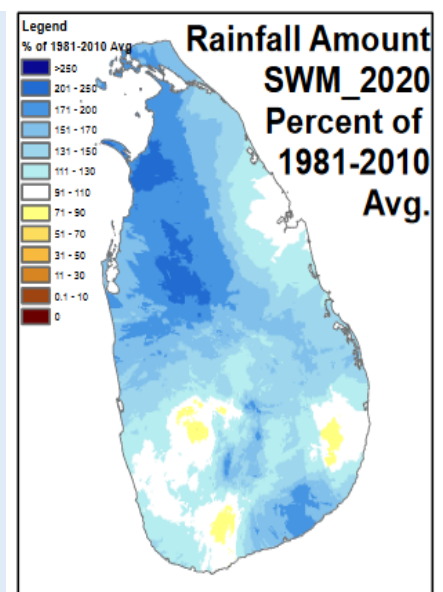 Legend
% of 1981-2010 Avg
>250
201 - 250
171 - 200
151 - 170
131 - 150
111 - 130
91 - 110
71 - 90
51 - 70
31 - 50
11 - 30
0.1 - 10
0
Rainfall Amount
SWM_2020
Percent of
1981-2010
Avg.